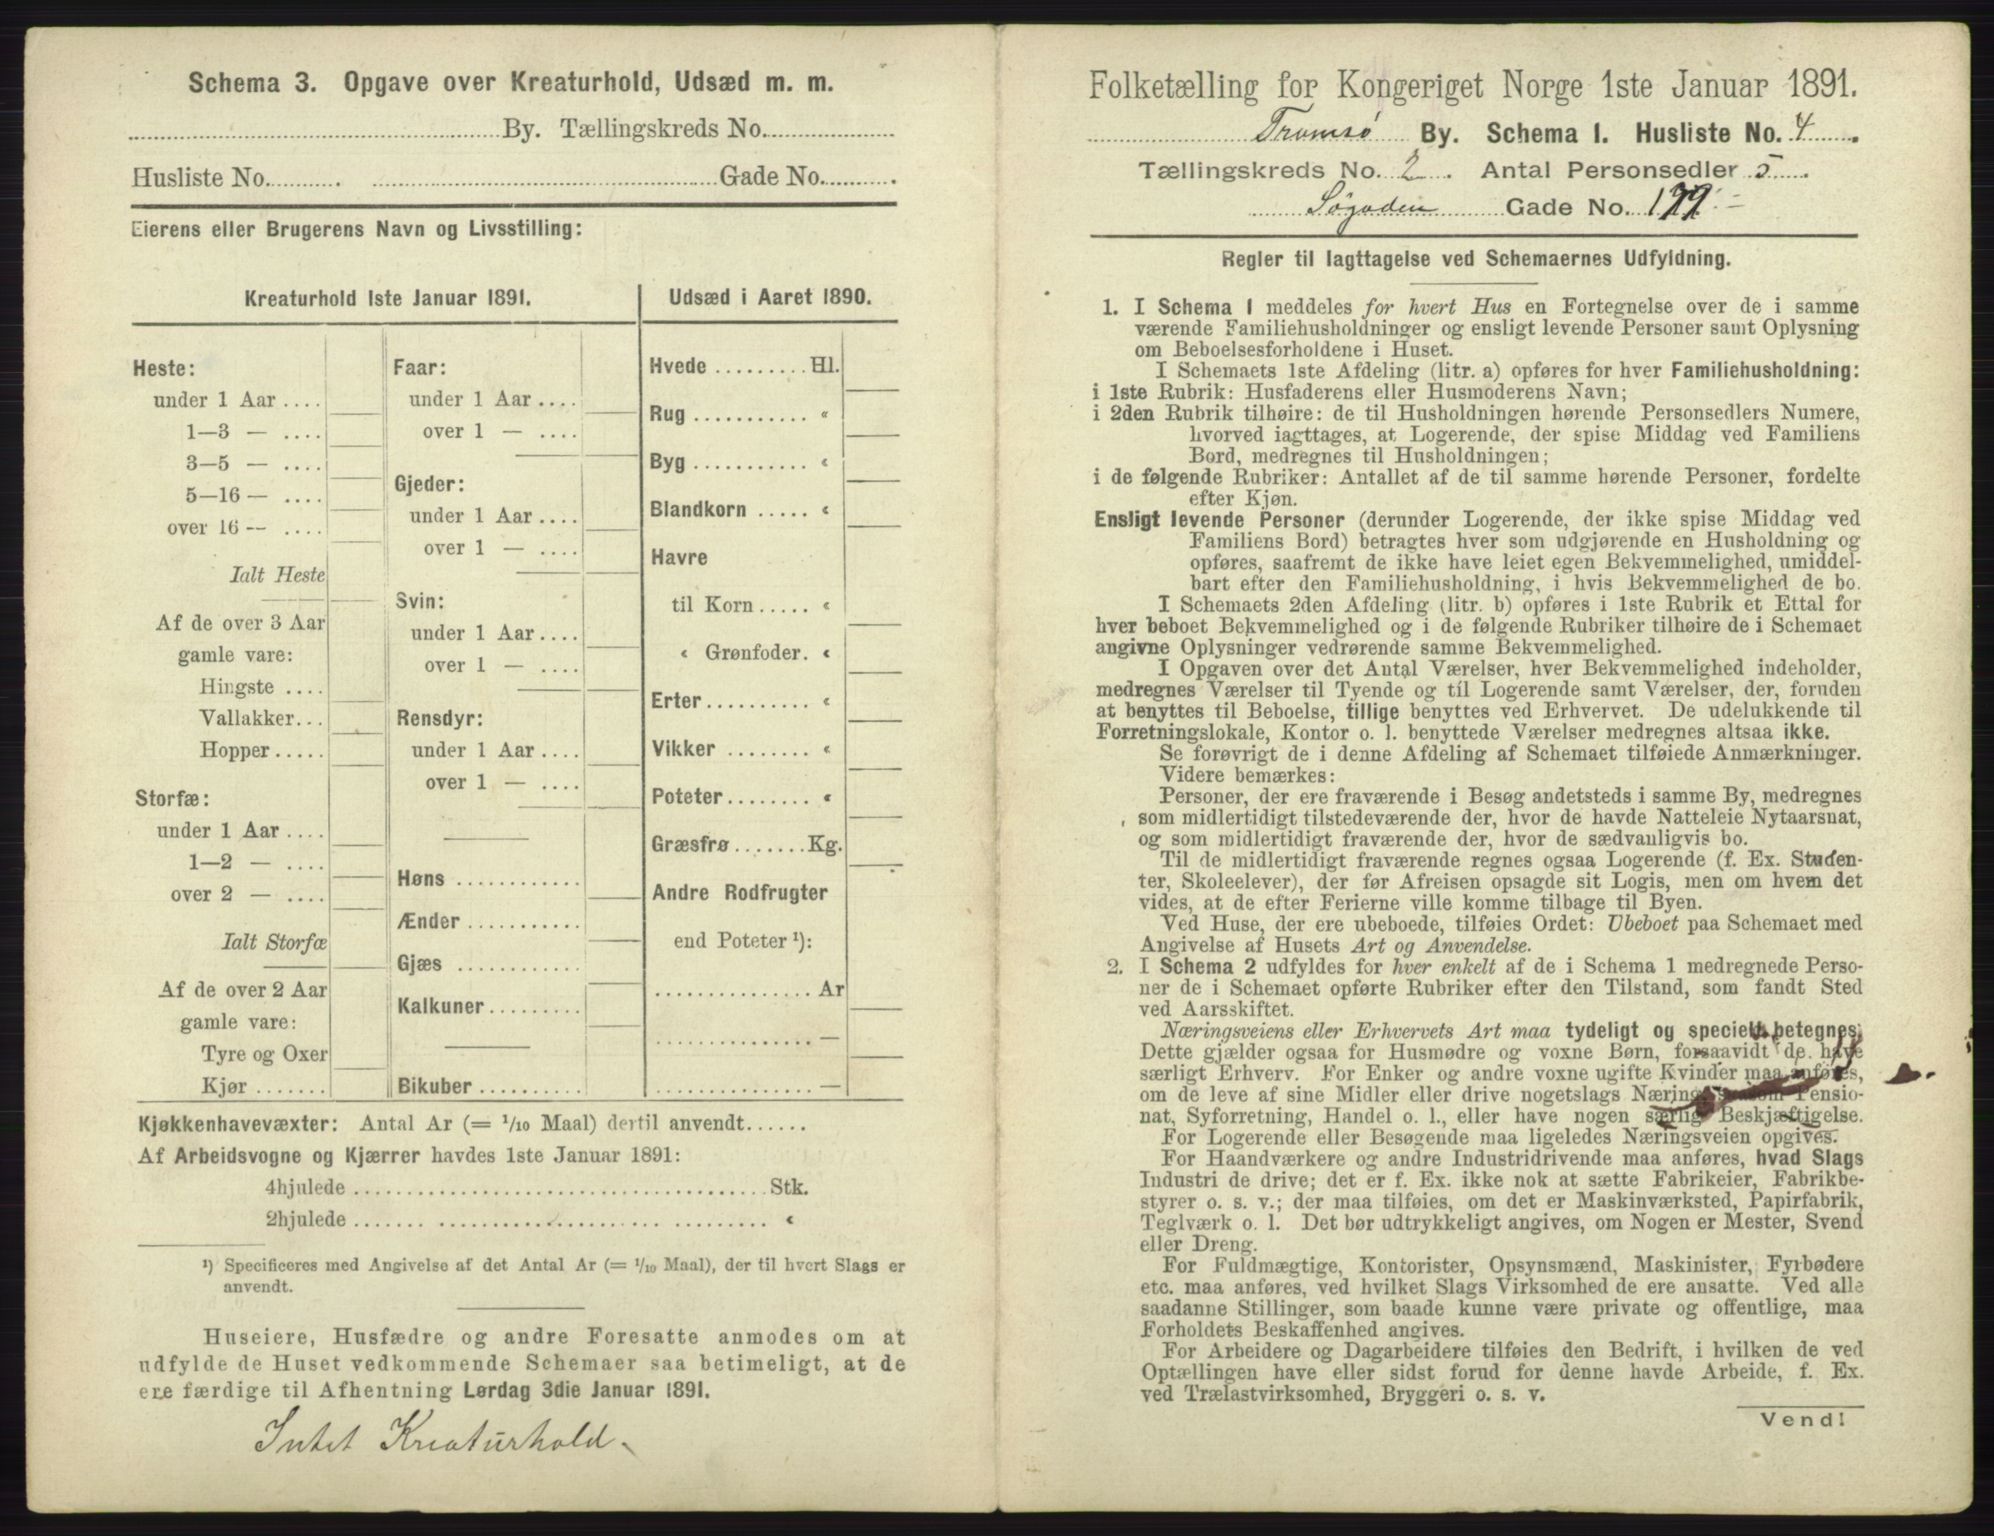 Schema 3. Opgave over Kreaturhold, Udsæd m. m.
By. Tællingskreds No.
Husliste No. Gade No.
Eierens eller Brugerens Navn og Livsstilling:
Kreaturhold 1ste Januar 1891.
Heste:
under 1 Aar ....
1—3 — ....
3—5 — ....
5—16 — ....
over 16 — ....
Ialt Heste
Af de over 3 Aar
gamle vare:
Hingste ....
Vallakker...
Hopper .....
Storfæ:
under 1 Aar ....
1—2 — ....
over 2 — ....
Ialt Storfæ
Af de over 2 Aar
gamle vare:
Tyre og Oxer
Kjør .......
Faar:
under 1 Aar ....
over 1 — ....
Gjeder:
under 1 Aar ....
over 1 — ....
Svin:
under 1 Aar ....
over 1 — ....
Rensdyr:
under 1 Aar ....
over 1 — ....
Høns ............
Ænder ...........
Gjæs ............
Kalkuner.........
Bikuber ..........
Udsæd i Aaret 1890.
Hvede ......... Hl.
Rug ........... «
Byg ........... «
Blandkorn ..... «
Havre
til Korn ..... «
« Grønfoder. «
Erter .......... «
Vikker ........ «
Poteter ........ «
Græsfrø ....... Kg.
Andre Rodfrugter
end Poteter ¹):
............... Ar
............... —
............... —
Kjøkkenhavevæxter: Antal Ar (= 1/10 Maal) dertil anvendt......
Af Arbeidsvogne og Kjærrer havdes 1ste Januar 1891:
4hjulede ........................................ Stk.
2hjulede ........................................ «
¹) Specificeres med Angivelse af det Antal Ar (= 1/10 Maal), der til hvert Slags er
anvendt.
Huseiere, Husfædre og andre Foresatte anmodes om at
udfylde de Huset vedkommende Schemaer saa betimeligt, at de
ere færdige til Afhentning Lørdag 3die Januar 1891.
Intet Kreaturhold.
Folketælling for Kongeriget Norge 1ste Januar 1891.
Tromsø By. Schema 1. Husliste No. 4.
Tællingskreds No. 2. Antal Personsedler 5.
Søgaden Gade No.
Regler til Iagttagelse ved Schemaernes Udfyldning.
1. I Schema 1 meddeles for hvert Hus en Fortegnelse over de i samme
værende Familiehusholdninger og ensligt levende Personer samt Oplysning
om Beboelsesforholdene i Huset.
I Schemaets 1ste Afdeling (litr. a) opføres for hver Familiehusholdning:
i 1ste Rubrik: Husfaderens eller Husmoderens Navn;
i 2den Rubrik tilhøire: de til Husholdningen hørende Personsedlers Numere,
hvorved iagttages, at Logerende, der spise Middag ved Familiens
Bord, medregnes til Husholdningen;
i de følgende Rubriker: Antallet af de til samme hørende Personer, fordelte
efter Kjøn.
Ensligt levende Personer (derunder Logerende, der ikke spise Middag ved
Familiens Bord) betragtes hver som udgjørende en Husholdning og
opføres, saafremt de ikke have leiet egen Bekvemmelighed, umiddel-
bart efter den Familiehusholdning, i hvis Bekvemmelighed de bo.
I Schemaets 2den Afdeling (litr. b) opføres i 1ste Rubrik et Ettal for
hver beboet Bekvemmelighed og i de følgende Rubriker tilhøire de i Schemaet
angivne Oplysninger vedrørende samme Bekvemmelighed.
I Opgaven over det Antal Værelser, hver Bekvemmelighed indeholder,
medregnes Værelser til Tyende og til Logerende samt Værelser, der, foruden
at benyttes til Beboelse, tillige benyttes ved Erhvervet. De udelukkende til
Forretningslokale, Kontor o. l. benyttede Værelser medregnes altsaa ikke.
Se forøvrigt de i denne Afdeling af Schemaet tilføiede Anmærkninger.
Videre bemærkes:
Personer, der ere fraværende i Besøg andetsteds i samme By, medregnes
som midlertidigt tilstedeværende der, hvor de havde Natteleie Nytaarsnat,
og som midlertidigt fraværende der, hvor de sædvanligvis bo.
Til de midlertidigt fraværende regnes ogsaa Logerende (f. Ex. Studen-
ter, Skoleelever), der før Afreisen opsagde sit Logis, men om hvem det
vides, at de efter Ferierne ville komme tilbage til Byen.
Ved Huse, der ere ubeboede, tilføies Ordet: Ubeboet paa Schemaet med
Angivelse af Husets Art og Anvendelse.
2. I Schema 2 udfyldes for hver enkelt af de i Schema 1 medregnede Perso-
ner de i Schemaet opførte Rubriker efter den Tilstand, som fandt Sted
ved Aarsskiftet.
Næringsveiens eller Erhvervets Art maa tydeligt og specielt betegnes;
Dette gjælder ogsaa for Husmødre og voxne Børn, forsaavidt de have
særligt Erhverv. For Enker og andre voxne ugifte Kvinder maa anføres,
om de leve af sine Midler eller drive nogetslags Næring, saasom Pensio-
nat, Syforretning, Handel o. l., eller have nogen særlig Beskjæftigelse.
For Logerende eller Besøgende maa ligeledes Næringsveien opgives.
For Haandværkere og andre Industridrivende maa anføres, hvad Slags
Industri de drive; det er f. Ex. ikke nok at sætte Fabrikeier, Fabrikbe-
styrer o. s. v.; der maa tilføies, om det er Maskinværksted, Papirfabrik,
Teglværk o. l. Det bør udtrykkeligt angives, om Nogen er Mester, Svend
eller Dreng.
For Fuldmægtige, Kontorister, Opsynsmænd, Maskinister, Fyrbødere
etc. maa anføres, ved hvilket Slags Virksomhed de ere ansatte. Ved alle
saadanne Stillinger, som baade kunne være private og offentlige, maa
Forholdets Beskaffenhed angives.
For Arbeidere og Dagarbeidere tilføies den Bedrift, i hvilken de ved
Optællingen have eller sidst forud for denne havde Arbeide, f. Ex.
ved Trælastvirksomhed, Bryggeri o. s. v.
Vend!